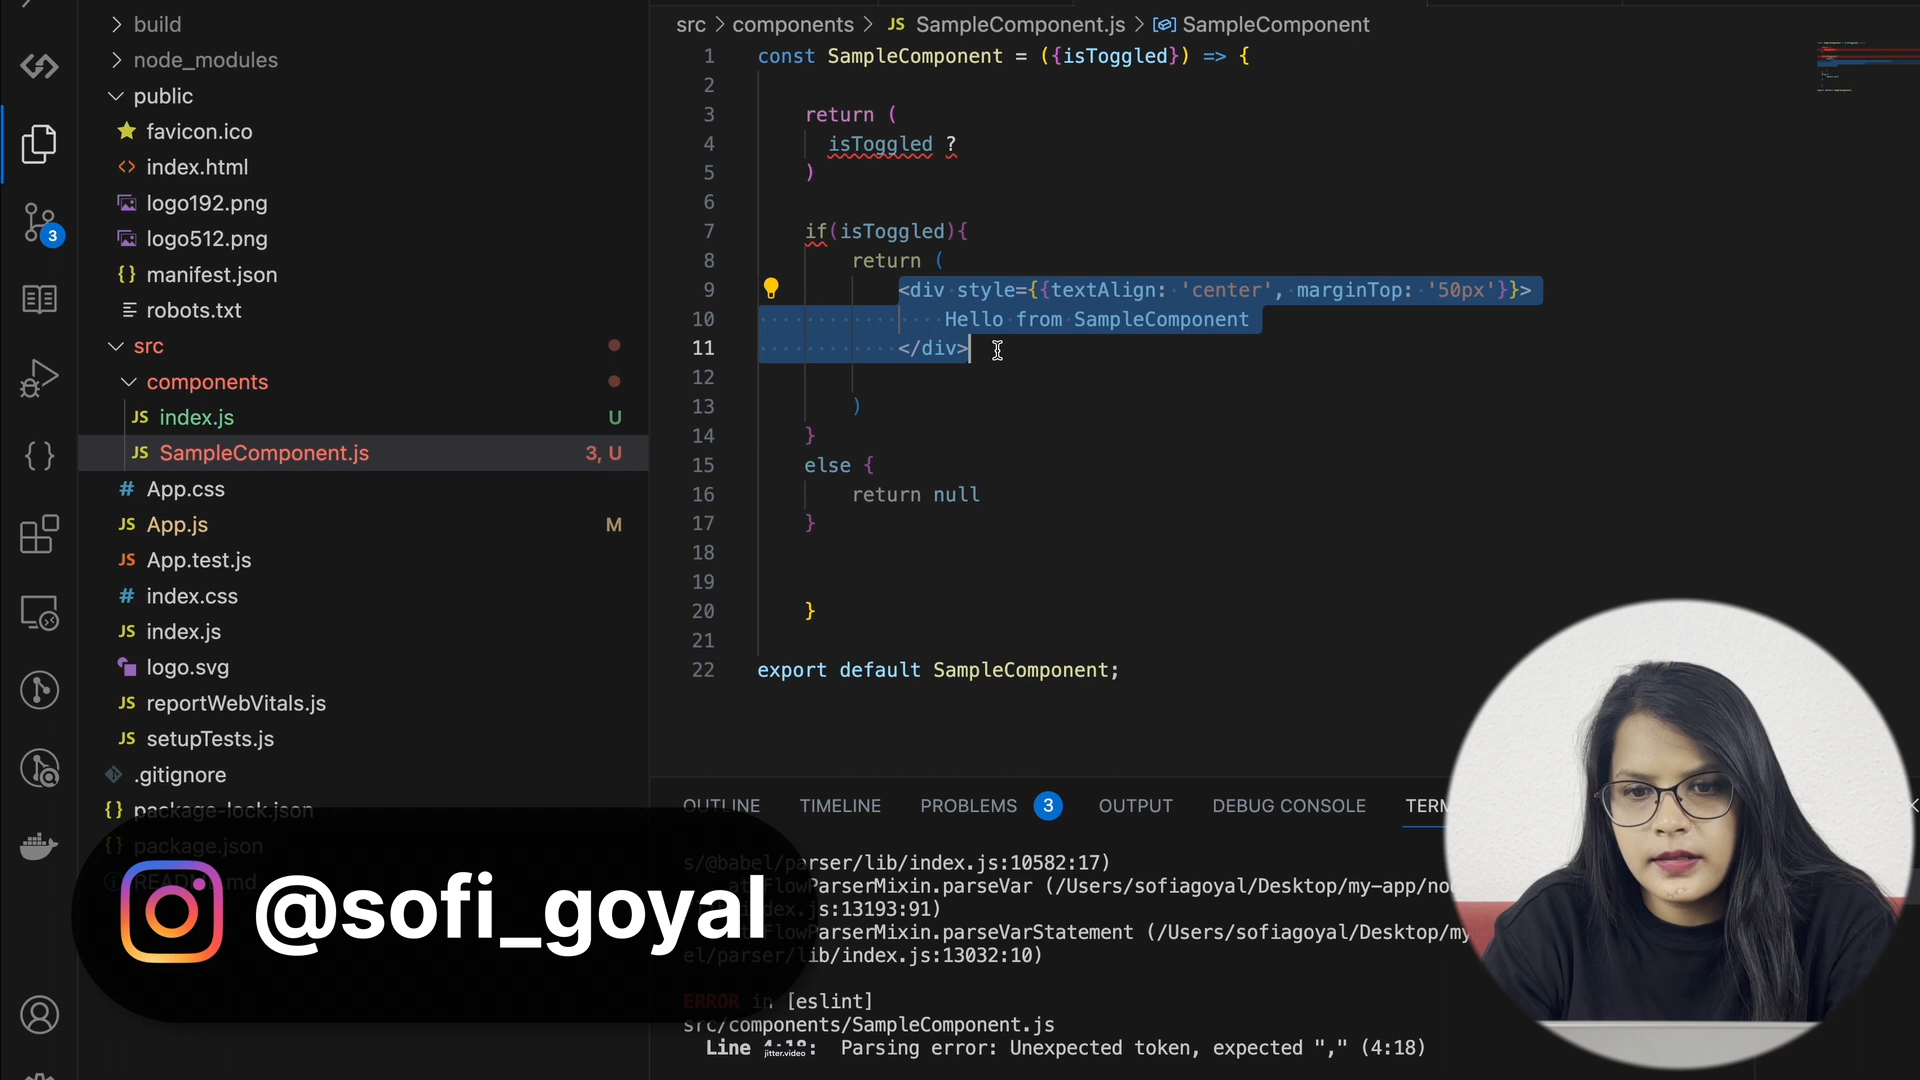 build
node_modules
public
favicon.ico
index.html
logo192.png
logo512.png
manifest.json
robots.txt
src
components
JS index.js U
JS SampleComponent.js 3, U
# App.css
JS App.js M
JS App.test.js
# index.css
JS index.js
logo.svg
JS reportWebVitals.js
JS setupTests.js
.gitignore
{} package-lock.json
package.json
README.md
3
@sofi_goyal
src > components > JS SampleComponent.js > SampleComponent
1 const SampleComponent = ({isToggled}) => {
2
3 return (
4 isToggled ?
5 )
6
7 if(isToggled){
8 return (
9 <div style={{textAlign: 'center', marginTop: '50px'}}>
10 Hello from SampleComponent
11 </div>
12
13 )
14 }
15 else {
16 return null
17 }
18
19
20 }
21
22 export default SampleComponent;
OUTLINE TIMELINE PROBLEMS 3 OUTPUT DEBUG CONSOLE
s/@babel/parser/lib/index.js:10582:17)
FlowParserMixin.parseVar (/Users/sofiagoyal/Desktop/my-app/
.js:13193:91)
FlowParserMixin.parseVarStatement (/Users/sofiagoyal/Desktop/
el/parser/lib/index.js:13032:10)
ERROR in [eslint]
src/components/SampleComponent.js
Line 4:18: Parsing error: Unexpected token, expected "," (4:18)
jitter.video